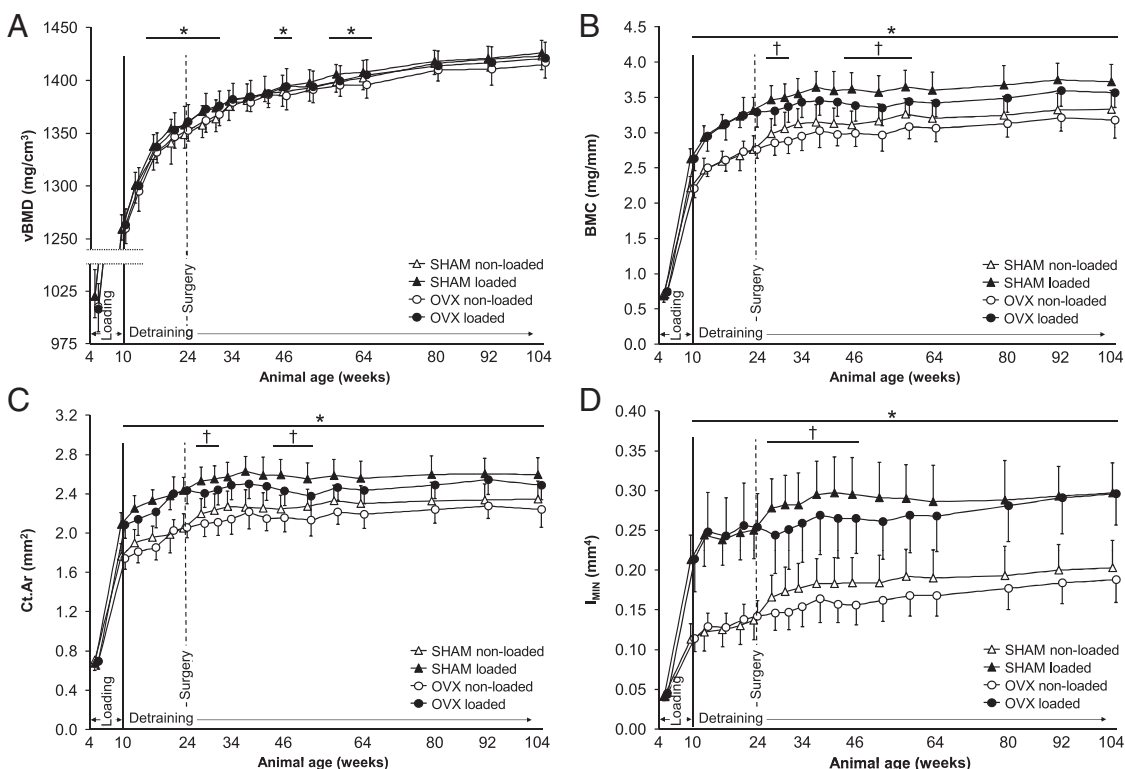 A
*
*
*
1450
1400
1350
1300
1250
1025
975
vBMD (mg/cm³)
SHAM non-loaded
SHAM loaded
OVX non-loaded
OVX loaded
Loading
Surgery
Detraining
4 10 24 34 46 64 80 92 104
Animal age (weeks)
B
*
†
†
4.5
4.0
3.5
3.0
2.5
2.0
1.5
1.0
0.5
0.0
BMC (mg/mm)
SHAM non-loaded
SHAM loaded
OVX non-loaded
OVX loaded
Loading
Surgery
Detraining
4 10 24 34 46 64 80 92 104
Animal age (weeks)
C
*
†
†
3.2
2.8
2.4
2.0
1.6
1.2
0.8
0.4
0.0
Ct.Ar (mm²)
SHAM non-loaded
SHAM loaded
OVX non-loaded
OVX loaded
Loading
Surgery
Detraining
4 10 24 34 46 64 80 92 104
Animal age (weeks)
D
*
†
0.40
0.35
0.30
0.25
0.20
0.15
0.10
0.05
0.00
IMIN (mm⁴)
SHAM non-loaded
SHAM loaded
OVX non-loaded
OVX loaded
Loading
Surgery
Detraining
4 10 24 34 46 64 80 92 104
Animal age (weeks)